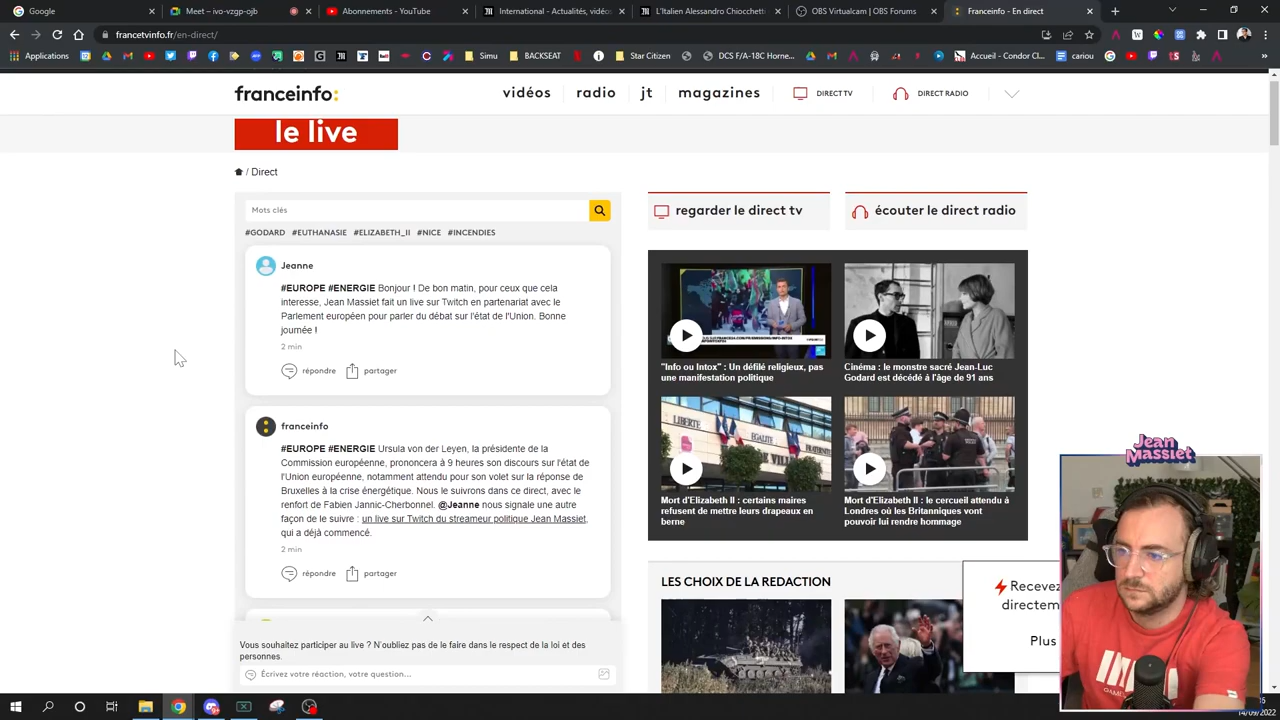 Google
Meet – ivo-vzgp-ojb
Abonnements - YouTube
International - Actualités, vidéos
L'Italien Alessandro Chiocchetti
OBS Virtualcam | OBS Forums
Franceinfo - En Direct
francetvinfo.fr/en-direct/
Applications
Simu
BACKSEAT
Star Citizen
DCS F/A-18C Horne...
Accueil - Condor Cl...
cariou
franceinfo:
vidéos
radio
jt
magazines
DIRECT TV
DIRECT RADIO
le live
/ Direct
Mots clés
#GODARD #EUTHANASIE #ELIZABETH_II #NICE #INCENDIES
Jeanne
#EUROPE #ENERGIE Bonjour ! De bon matin, pour ceux que cela
interesse, Jean Massiet fait un live sur Twitch en partenariat avec le
Parlement européen pour parler du débat sur l'état de l'Union. Bonne
journée !
2 min
répondre
partager
franceinfo
#EUROPE #ENERGIE Ursula von der Leyen, la présidente de la
Commission européenne, prononcera à 9 heures son discours sur l'état de
l'Union européenne, notamment attendu pour son volet sur la réponse de
Bruxelles à la crise énergétique. Nous le suivrons dans ce direct, avec le
renfort de Fabien Jannic-Cherbonnel. @Jeanne nous signale une autre
façon de le suivre : un live sur Twitch du streameur politique Jean Massiet,
qui a déjà commencé.
2 min
répondre
partager
Vous souhaitez participer au live ? N'oubliez pas de le faire dans le respect de la loi et des
personnes.
Écrivez votre réaction, votre question...
regarder le direct tv
écouter le direct radio
"Info ou Intox" : Un défilé religieux, pas
une manifestation politique
Cinéma : le monstre sacré Jean-Luc
Godard est décédé à l'âge de 91 ans
LIBERTE
EGALITE
Mort d'Elizabeth II : certains maires
refusent de mettre leurs drapeaux en
berne
Mort d'Elizabeth II : le cercueil attendu à
Londres où les Britanniques vont
pouvoir lui rendre hommage
LES CHOIX DE LA REDACTION
Recevez
directem
Plus
Jean
Massiet
14/09/2022